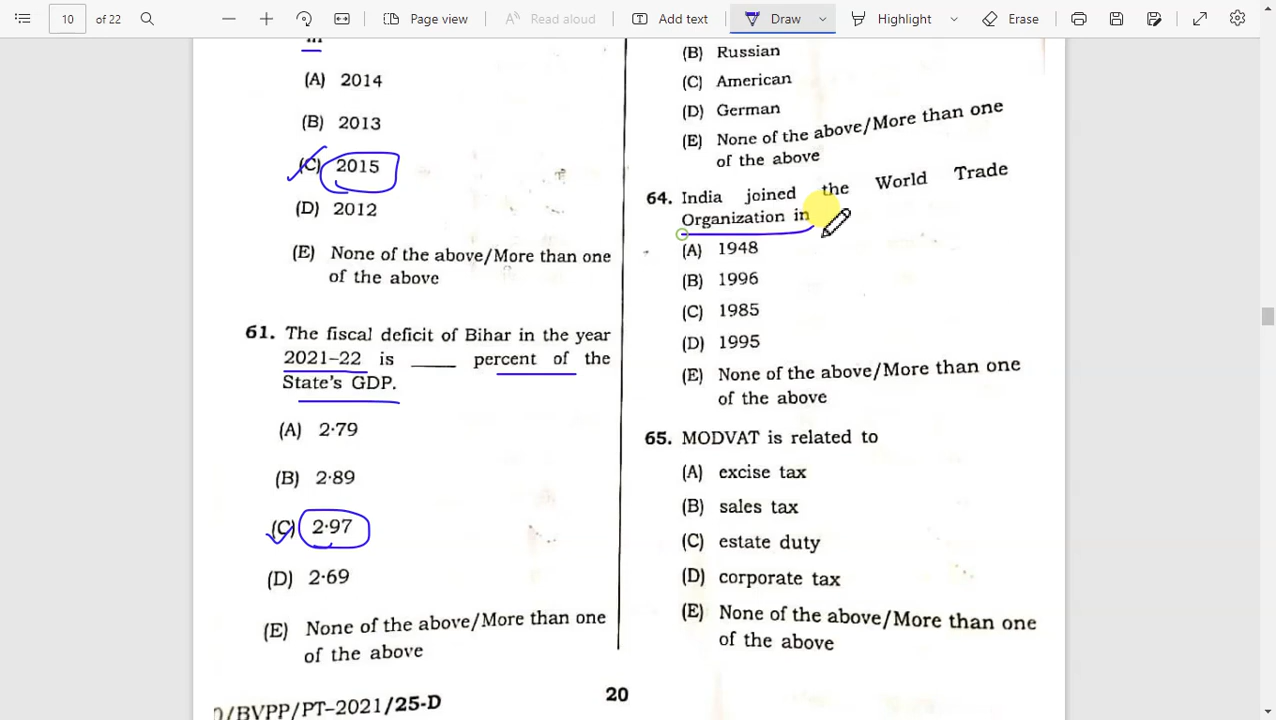 10 of 22
Page view
Read aloud
Add text
Draw
Highlight
Erase
(A) 2014
(B) 2013
(C) 2015
(D) 2012
(E) None of the above/More than one
of the above
61. The fiscal deficit of Bihar in the year
2021–22 is _____ percent of the
State's GDP.
(A) 2·79
(B) 2·89
(C) 2·97
(D) 2·69
(E) None of the above/More than one
of the above
(B) Russian
(C) American
(D) German
(E) None of the above/More than one
of the above
64. India joined the World Trade
Organization in
(A) 1948
(B) 1996
(C) 1985
(D) 1995
(E) None of the above/More than one
of the above
65. MODVAT is related to
(A) excise tax
(B) sales tax
(C) estate duty
(D) corporate tax
(E) None of the above/More than one
of the above
/BVPP/PT–2021/25-D
20